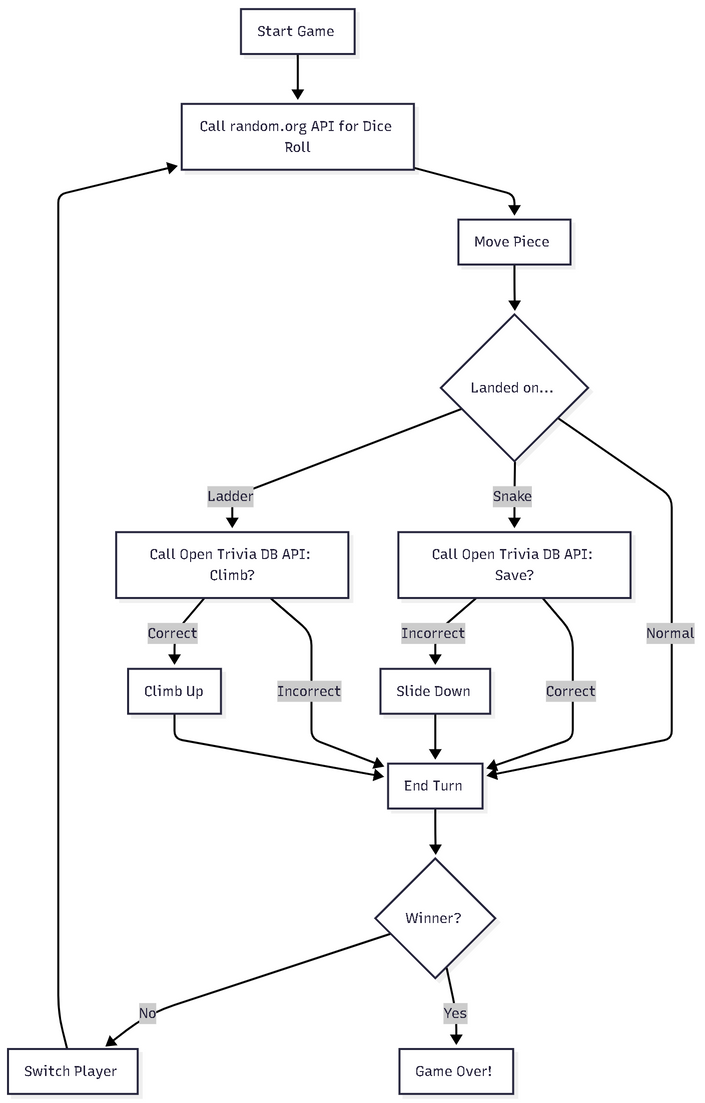 Start Game
Call random.org API for Dice
Roll
Move Piece
Landed on...
Ladder
Snake
Call Open Trivia DB API:
Climb?
Call Open Trivia DB API:
Save?
Correct
Incorrect
Normal
Climb Up
Incorrect
Slide Down
Correct
End Turn
Winner?
No
Yes
Switch Player
Game Over!